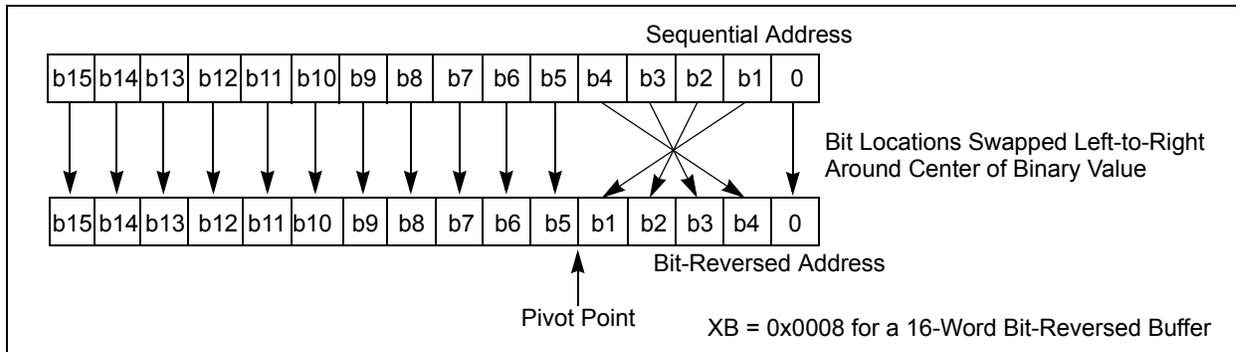 Sequential Address
b15 b14 b13 b12 b11 b10 b9 b8 b7 b6 b5 b4 b3 b2 b1 0
Bit Locations Swapped Left-to-Right
Around Center of Binary Value
b15 b14 b13 b12 b11 b10 b9 b8 b7 b6 b5 b1 b2 b3 b4 0
Bit-Reversed Address
Pivot Point
XB = 0x0008 for a 16-Word Bit-Reversed Buffer